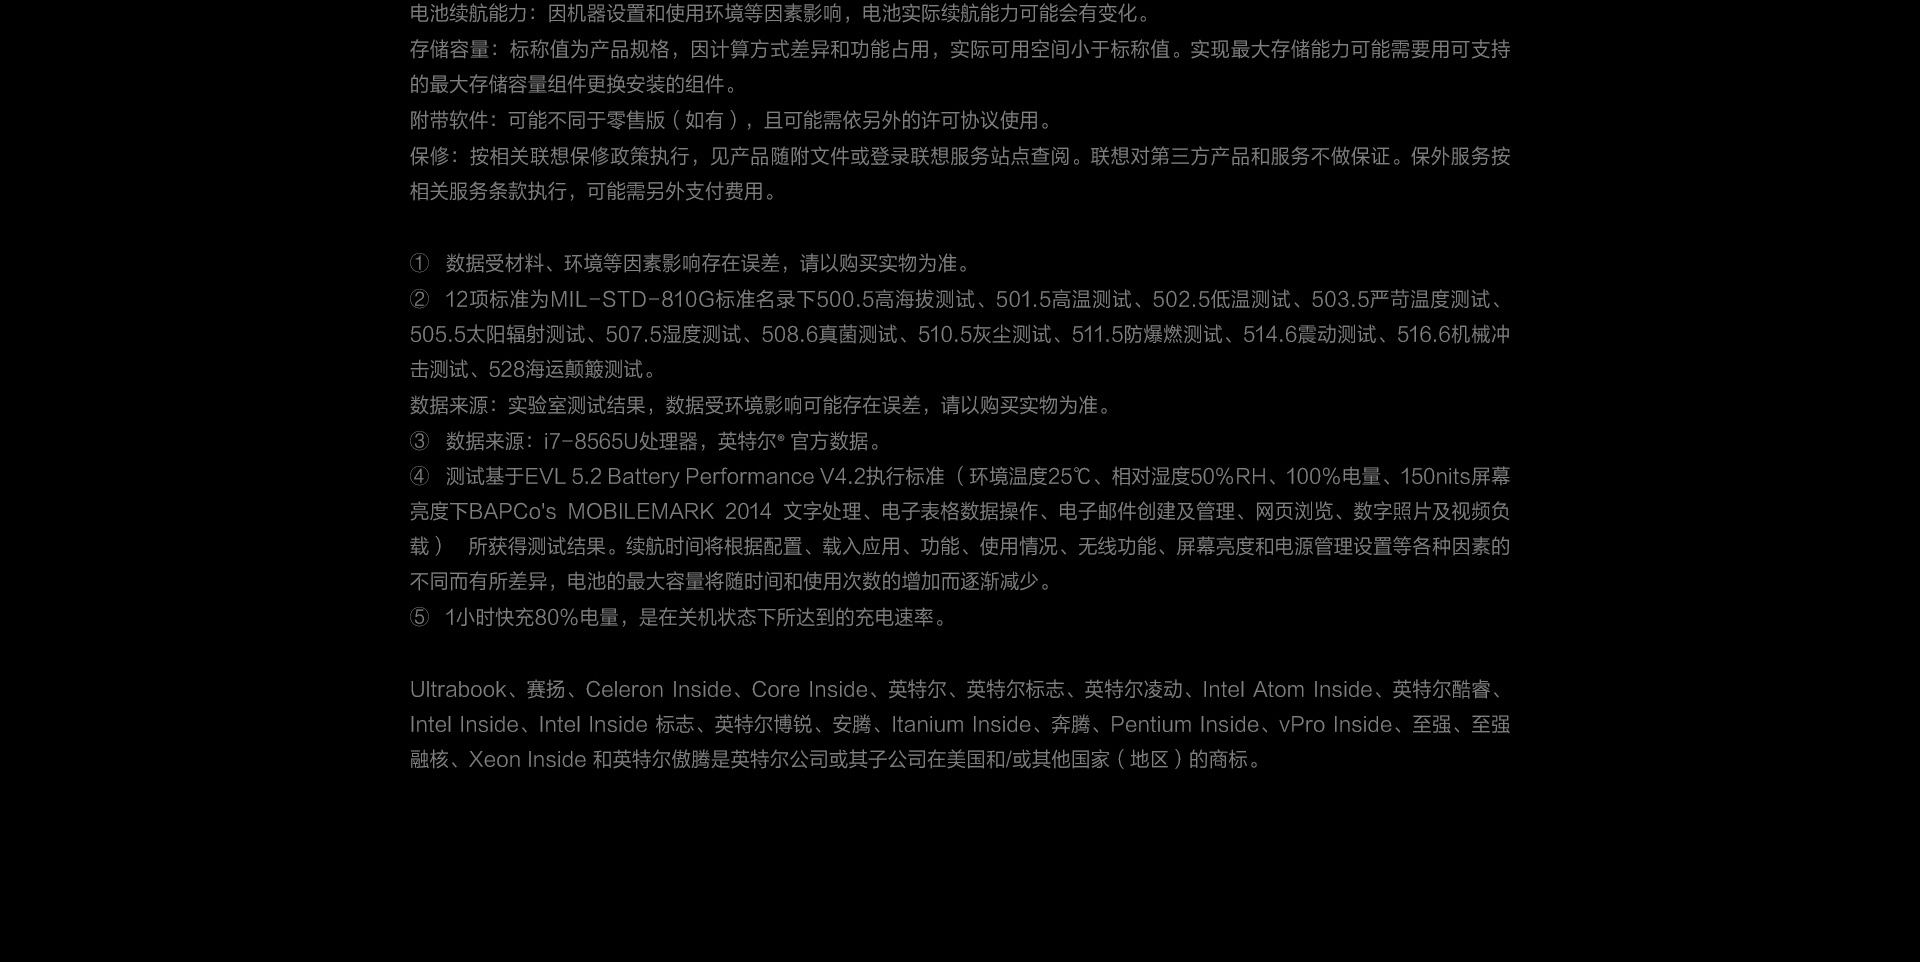 电池续航能力：因机器设置和使用环境等因素影响，电池实际续航能力可能会有变化。
存储容量：标称值为产品规格，因计算方式差异和功能占用，实际可用空间小于标称值。实现最大存储能力可能需要用可支持
的最大存储容量组件更换安装的组件。
附带软件：可能不同于零售版（如有），且可能需依另外的许可协议使用。
保修：按相关联想保修政策执行，见产品随附文件或登录联想服务站点查阅。联想对第三方产品和服务不做保证。保外服务按
相关服务条款执行，可能需另外支付费用。
① 数据受材料、环境等因素影响存在误差，请以购买实物为准。
② 12项标准为MIL-STD-810G标准名录下500.5高海拔测试、501.5高温测试、502.5低温测试、503.5严苛温度测试、
505.5太阳辐射测试、507.5湿度测试、508.6真菌测试、510.5灰尘测试、511.5防爆燃测试、514.6震动测试、516.6机械冲
击测试、528海运颠簸测试。
数据来源：实验室测试结果，数据受环境影响可能存在误差，请以购买实物为准。
③ 数据来源：i7-8565U处理器，英特尔® 官方数据。
④ 测试基于EVL 5.2 Battery Performance V4.2执行标准（环境温度25℃、相对湿度50%RH、100%电量、150nits屏幕
亮度下BAPCo's MOBILEMARK 2014 文字处理、电子表格数据操作、电子邮件创建及管理、网页浏览、数字照片及视频负
载） 所获得测试结果。续航时间将根据配置、载入应用、功能、使用情况、无线功能、屏幕亮度和电源管理设置等各种因素的
不同而有所差异，电池的最大容量将随时间和使用次数的增加而逐渐减少。
⑤ 1小时快充80%电量，是在关机状态下所达到的充电速率。
Ultrabook、赛扬、Celeron Inside、Core Inside、英特尔、英特尔标志、英特尔凌动、Intel Atom Inside、英特尔酷睿、
Intel Inside、Intel Inside 标志、英特尔博锐、安腾、Itanium Inside、奔腾、Pentium Inside、vPro Inside、至强、至强
融核、Xeon Inside 和英特尔傲腾是英特尔公司或其子公司在美国和/或其他国家（地区）的商标。